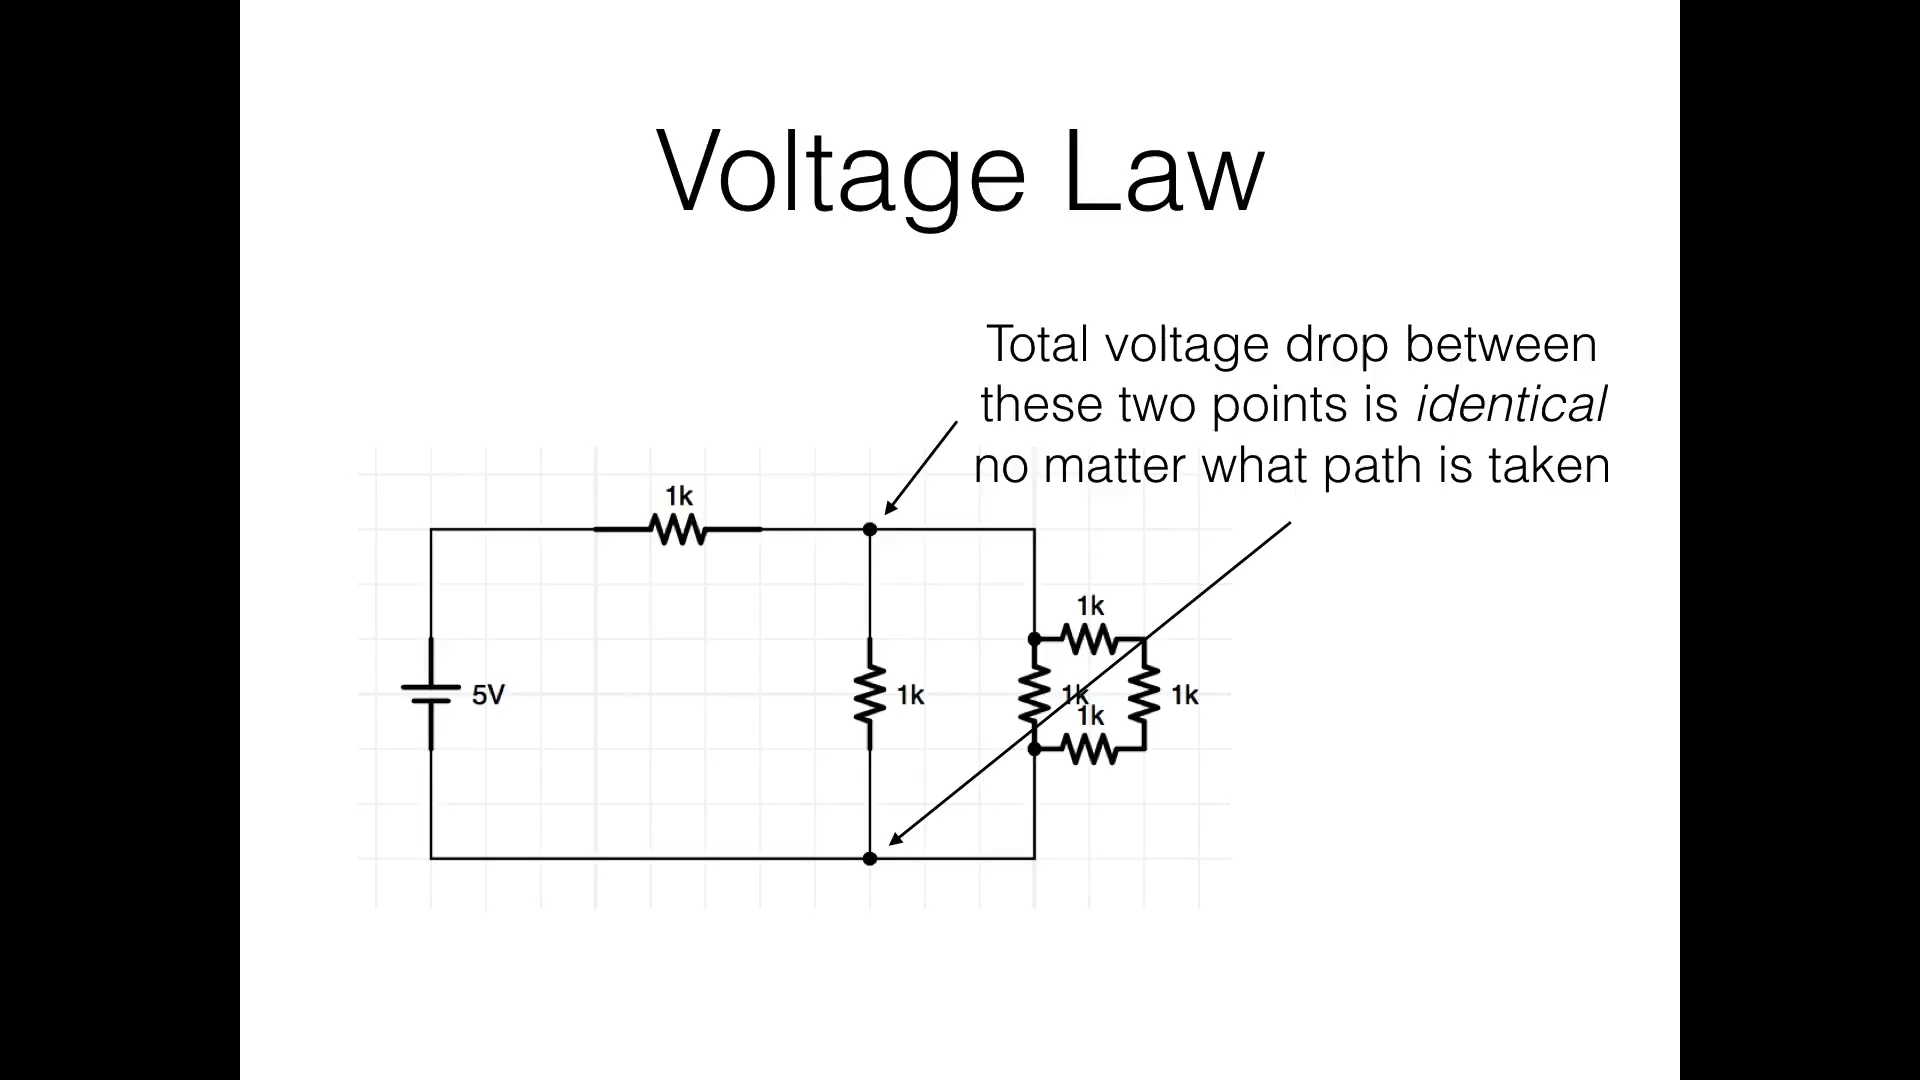 Voltage Law
Total voltage drop between
these two points is identical
no matter what path is taken
1k
1k
5V
1k
1k
1k
1k